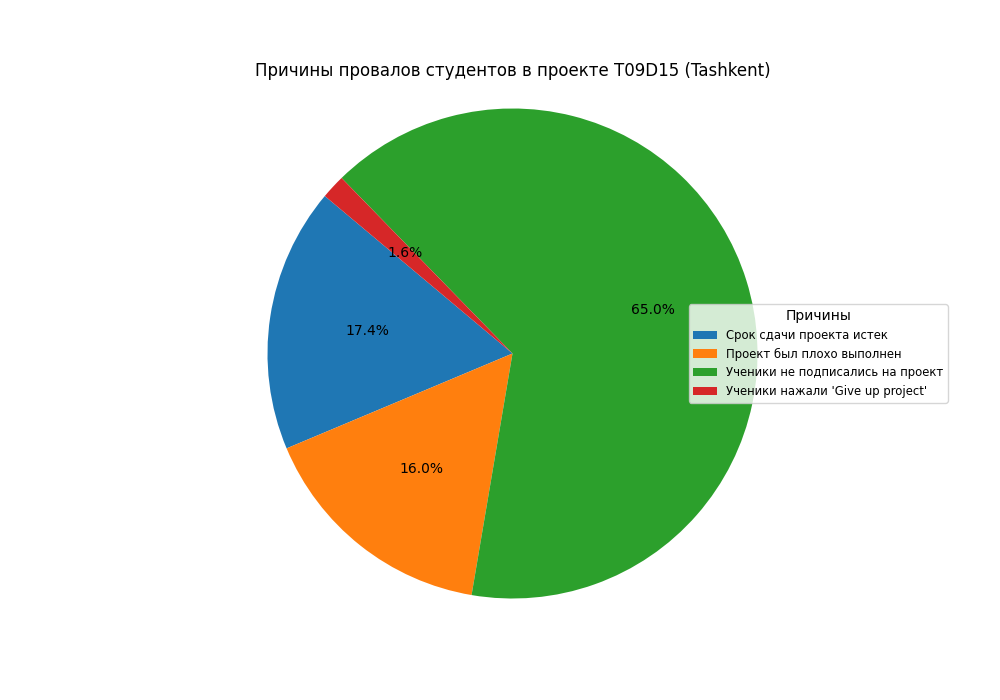 Причины провалов студентов в проекте T09D15 (Tashkent)
1.6%
65.0%
17.4%
16.0%
Причины
Срок сдачи проекта истек
Проект был плохо выполнен
Ученики не подписались на проект
Ученики нажали 'Give up project'